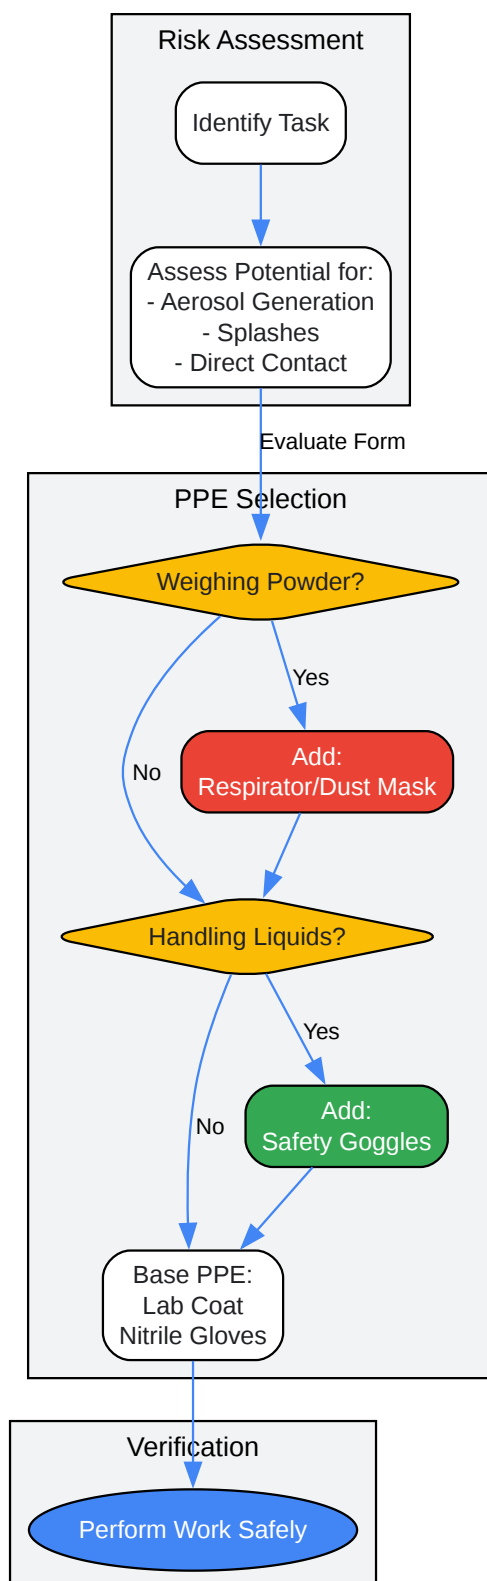 Risk Assessment
Identify Task
Assess Potential for:
- Aerosol Generation
- Splashes
- Direct Contact
Evaluate Form
PPE Selection
Weighing Powder?
Yes
No
Add:
Respirator/Dust Mask
Handling Liquids?
Yes
No
Add:
Safety Goggles
Base PPE:
Lab Coat
Nitrile Gloves
Verification
Perform Work Safely